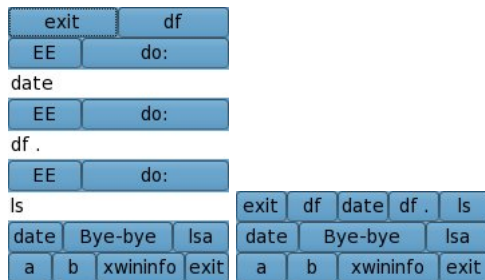 exit df
EE do:
date
EE do:
df .
EE do:
ls
date Bye-bye lsa
a b xwininfo exit
exit df date df . ls
date Bye-bye lsa
a b xwininfo exit